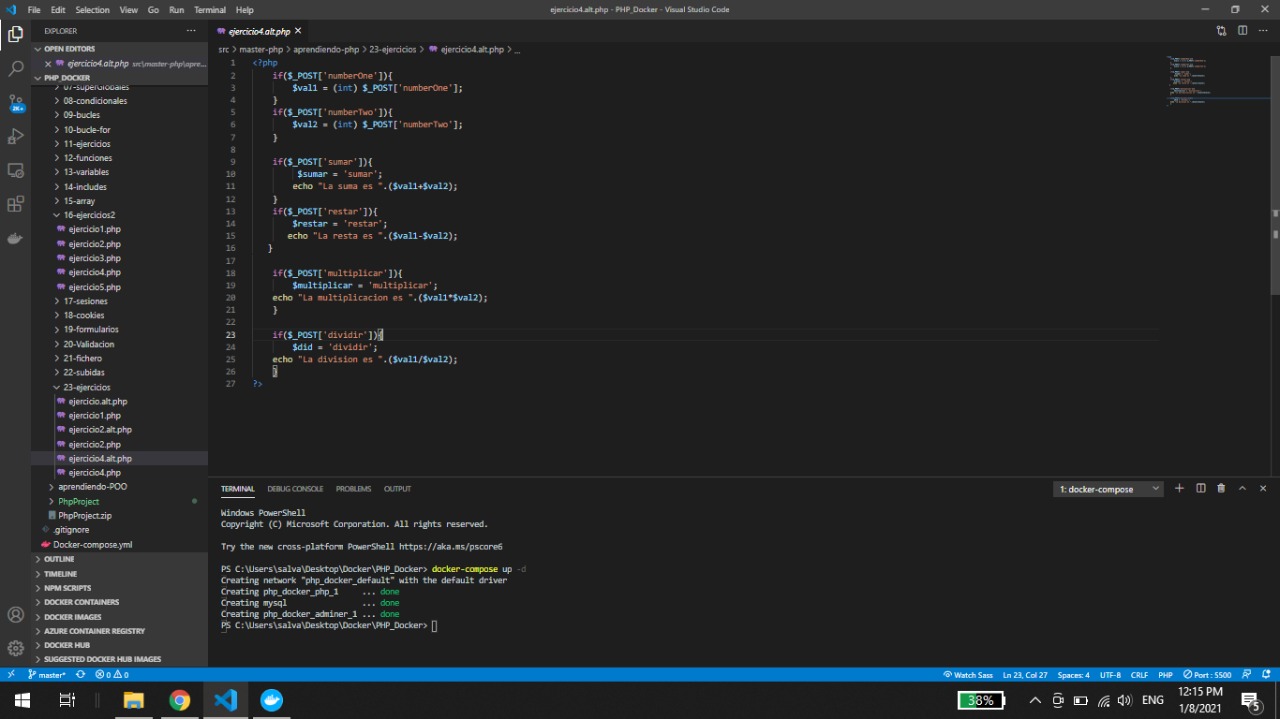 File Edit Selection View Go Run Terminal Help
ejercicio4.alt.php - PHP_Docker - Visual Studio Code
EXPLORER
OPEN EDITORS
ejercicio4.alt.php src\master-php\apre...
PHP_DOCKER
07-superGlobales
08-condicionales
09-bucles
10-bucle-for
11-ejercicios
12-funciones
13-variables
14-includes
15-array
16-ejercicios2
ejercicio1.php
ejercicio2.php
ejercicio3.php
ejercicio4.php
ejercicio5.php
17-sesiones
18-cookies
19-formularios
20-Validacion
21-fichero
22-subidas
23-ejercicios
ejercicio.alt.php
ejercicio1.php
ejercicio2.alt.php
ejercicio2.php
ejercicio4.alt.php
ejercicio4.php
aprendiendo-POO
PhpProject
PhpProject.zip
.gitignore
Docker-compose.yml
OUTLINE
TIMELINE
NPM SCRIPTS
DOCKER CONTAINERS
DOCKER IMAGES
AZURE CONTAINER REGISTRY
DOCKER HUB
SUGGESTED DOCKER HUB IMAGES
2K+
ejercicio4.alt.php
src > master-php > aprendiendo-php > 23-ejercicios > ejercicio4.alt.php > ...
1 <?php
2 if($_POST['numberOne']){
3 $val1 = (int) $_POST['numberOne'];
4 }
5 if($_POST['numberTwo']){
6 $val2 = (int) $_POST['numberTwo'];
7 }
8
9 if($_POST['sumar']){
10 $sumar = 'sumar';
11 echo "La suma es ".($val1+$val2);
12 }
13 if($_POST['restar']){
14 $restar = 'restar';
15 echo "La resta es ".($val1-$val2);
16 }
17
18 if($_POST['multiplicar']){
19 $multiplicar = 'multiplicar';
20 echo "La multiplicacion es ".($val1*$val2);
21 }
22
23 if($_POST['dividir']){
24 $did = 'dividir';
25 echo "La division es ".($val1/$val2);
26 }
27 ?>
TERMINAL DEBUG CONSOLE PROBLEMS OUTPUT
1: docker-compose
Windows PowerShell
Copyright (C) Microsoft Corporation. All rights reserved.
Try the new cross-platform PowerShell https://aka.ms/pscore6
PS C:\Users\salva\Desktop\Docker\PHP_Docker> docker-compose up -d
Creating network "php_docker_default" with the default driver
Creating php_docker_php_1 ... done
Creating mysql ... done
Creating php_docker_adminer_1 ... done
PS C:\Users\salva\Desktop\Docker\PHP_Docker>
master* 0 0
Watch Sass Ln 23, Col 27 Spaces: 4 UTF-8 CRLF PHP Port : 5500
38%
ENG
12:15 PM
1/8/2021
5